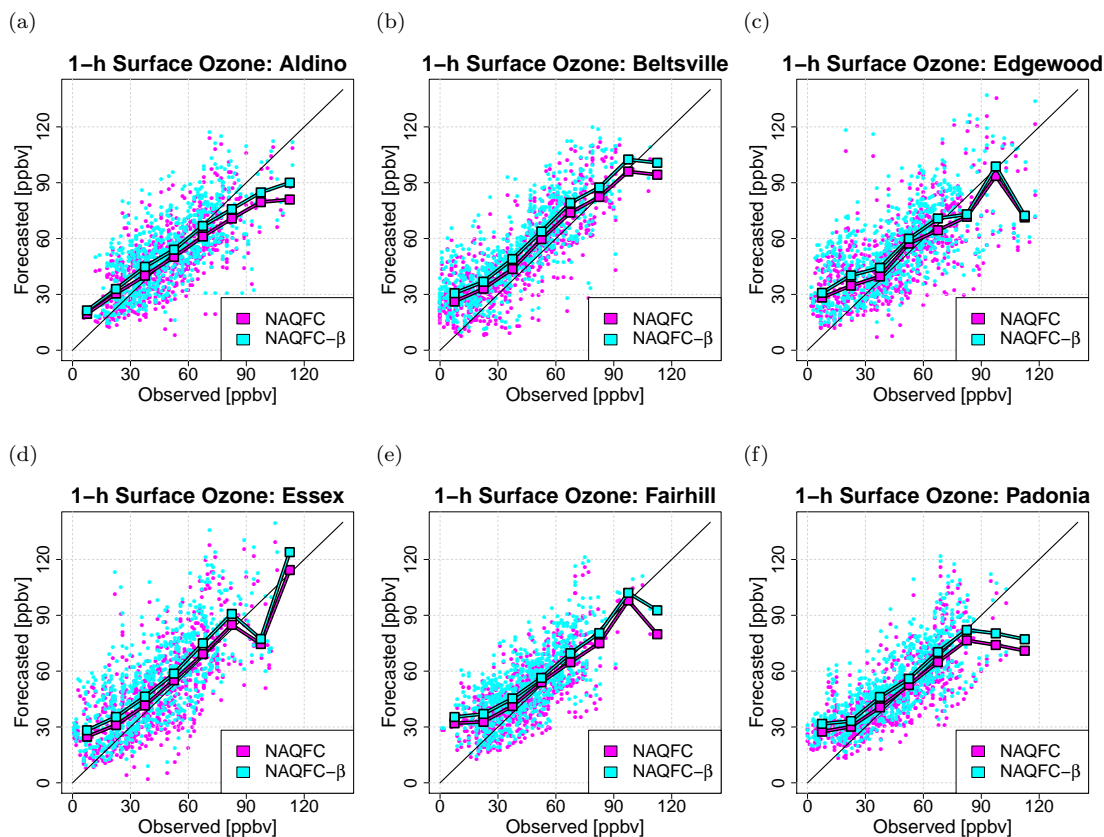 (a)
(b)
(c)
1−h Surface Ozone: Aldino
1−h Surface Ozone: Beltsville
1−h Surface Ozone: Edgewood
Forecasted [ppbv]
0 30 60 90 120
NAQFC
NAQFC−β
0 30 60 90 120
Observed [ppbv]
Forecasted [ppbv]
0 30 60 90 120
NAQFC
NAQFC−β
0 30 60 90 120
Observed [ppbv]
Forecasted [ppbv]
0 30 60 90 120
NAQFC
NAQFC−β
0 30 60 90 120
Observed [ppbv]
(d)
(e)
(f)
1−h Surface Ozone: Essex
1−h Surface Ozone: Fairhill
1−h Surface Ozone: Padonia
Forecasted [ppbv]
0 30 60 90 120
NAQFC
NAQFC−β
0 30 60 90 120
Observed [ppbv]
Forecasted [ppbv]
0 30 60 90 120
NAQFC
NAQFC−β
0 30 60 90 120
Observed [ppbv]
Forecasted [ppbv]
0 30 60 90 120
NAQFC
NAQFC−β
0 30 60 90 120
Observed [ppbv]